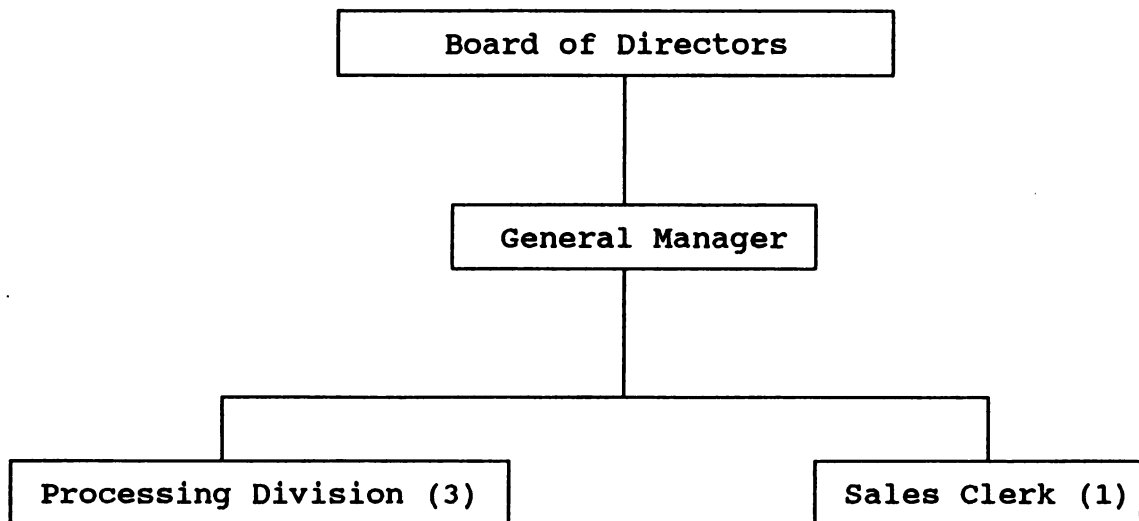 Board of Directors
General Manager
Processing Division (3)
Sales Clerk (1)